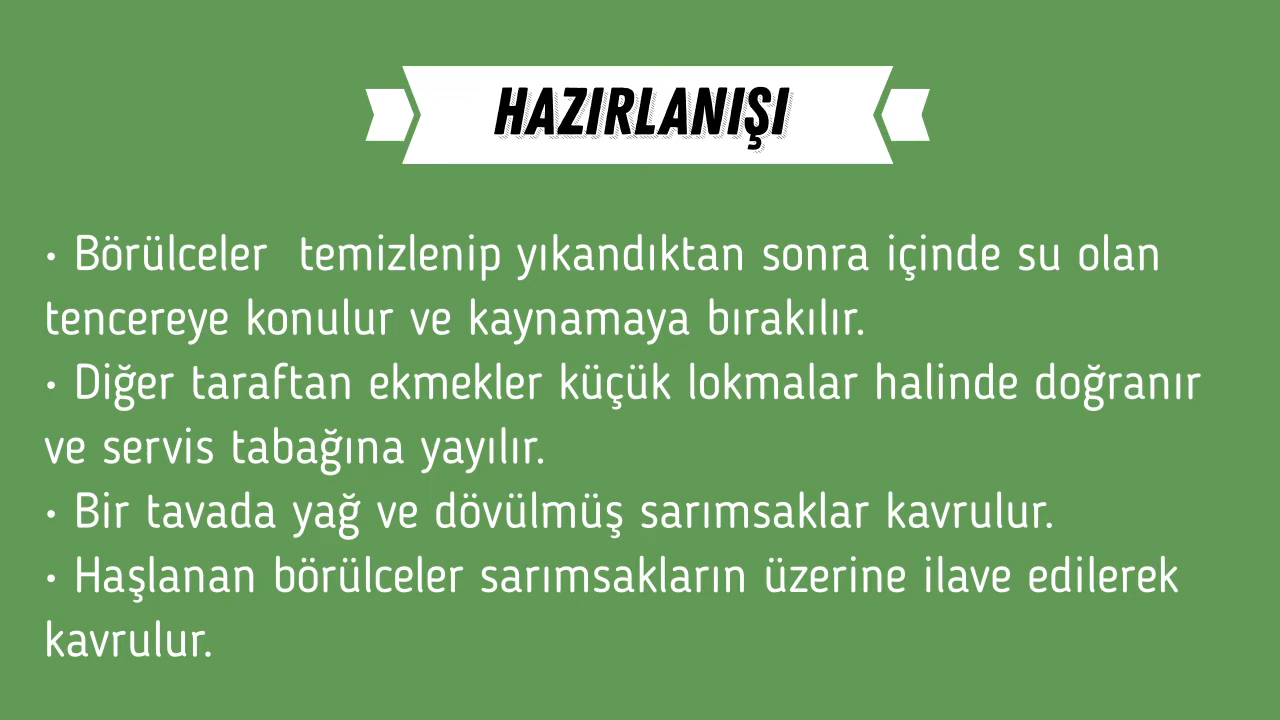 HAZIRLANIŞI
• Börülceler  temizlenip yıkandıktan sonra içinde su olan
tencereye konulur ve kaynamaya bırakılır.
• Diğer taraftan ekmekler küçük lokmalar halinde doğranır
ve servis tabağına yayılır.
• Bir tavada yağ ve dövülmüş sarımsaklar kavrulur.
• Haşlanan börülceler sarımsakların üzerine ilave edilerek
kavrulur.